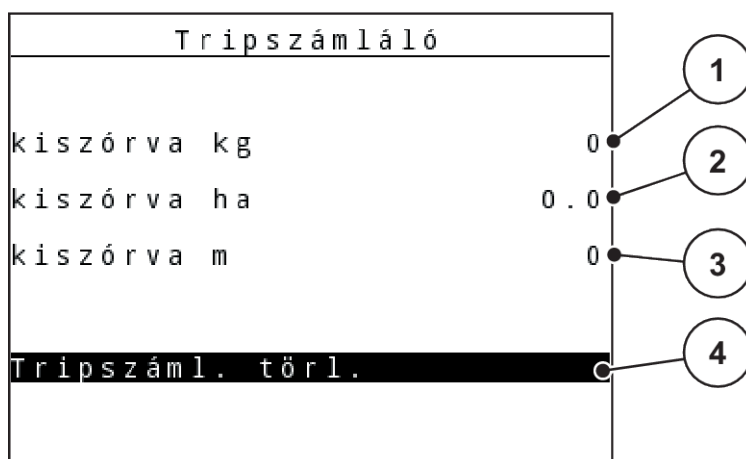 Tripszámláló
1
kiszórva kg 0
2
kiszórva ha 0.0
kiszórva m 0
3
Tripszáml. törl.
4